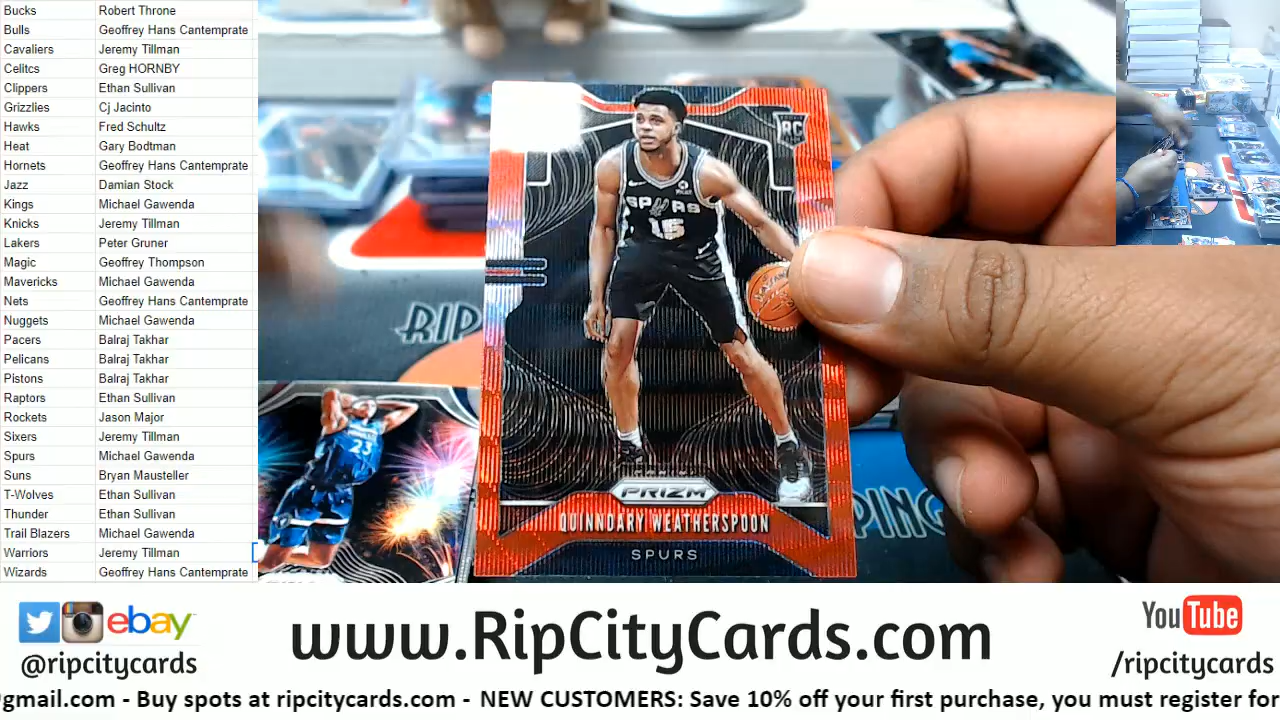 Bucks Robert Throne
Bulls Geoffrey Hans Cantemprate
Cavaliers Jeremy Tillman
Celitcs Greg HORNBY
Clippers Ethan Sullivan
Grizzlies Cj Jacinto
Hawks Fred Schultz
Heat Gary Bodtman
Hornets Geoffrey Hans Cantemprate
Jazz Damian Stock
Kings Michael Gawenda
Knicks Jeremy Tillman
Lakers Peter Gruner
Magic Geoffrey Thompson
Mavericks Michael Gawenda
Nets Geoffrey Hans Cantemprate
Nuggets Michael Gawenda
Pacers Balraj Takhar
Pelicans Balraj Takhar
Pistons Balraj Takhar
Raptors Ethan Sullivan
Rockets Jason Major
Sixers Jeremy Tillman
Spurs Michael Gawenda
Suns Bryan Mausteller
T-Wolves Ethan Sullivan
Thunder Ethan Sullivan
Trail Blazers Michael Gawenda
Warriors Jeremy Tillman
Wizards Geoffrey Hans Cantemprate
RC
SPURS
15
RIP
PING
23
PANINI
PRIZM
QUINNDARY WEATHERSPOON
SPURS
ebay
@ripcitycards
www.RipCityCards.com
YouTube
/ripcitycards
@gmail.com - Buy spots at ripcitycards.com - NEW CUSTOMERS: Save 10% off your first purchase, you must register for